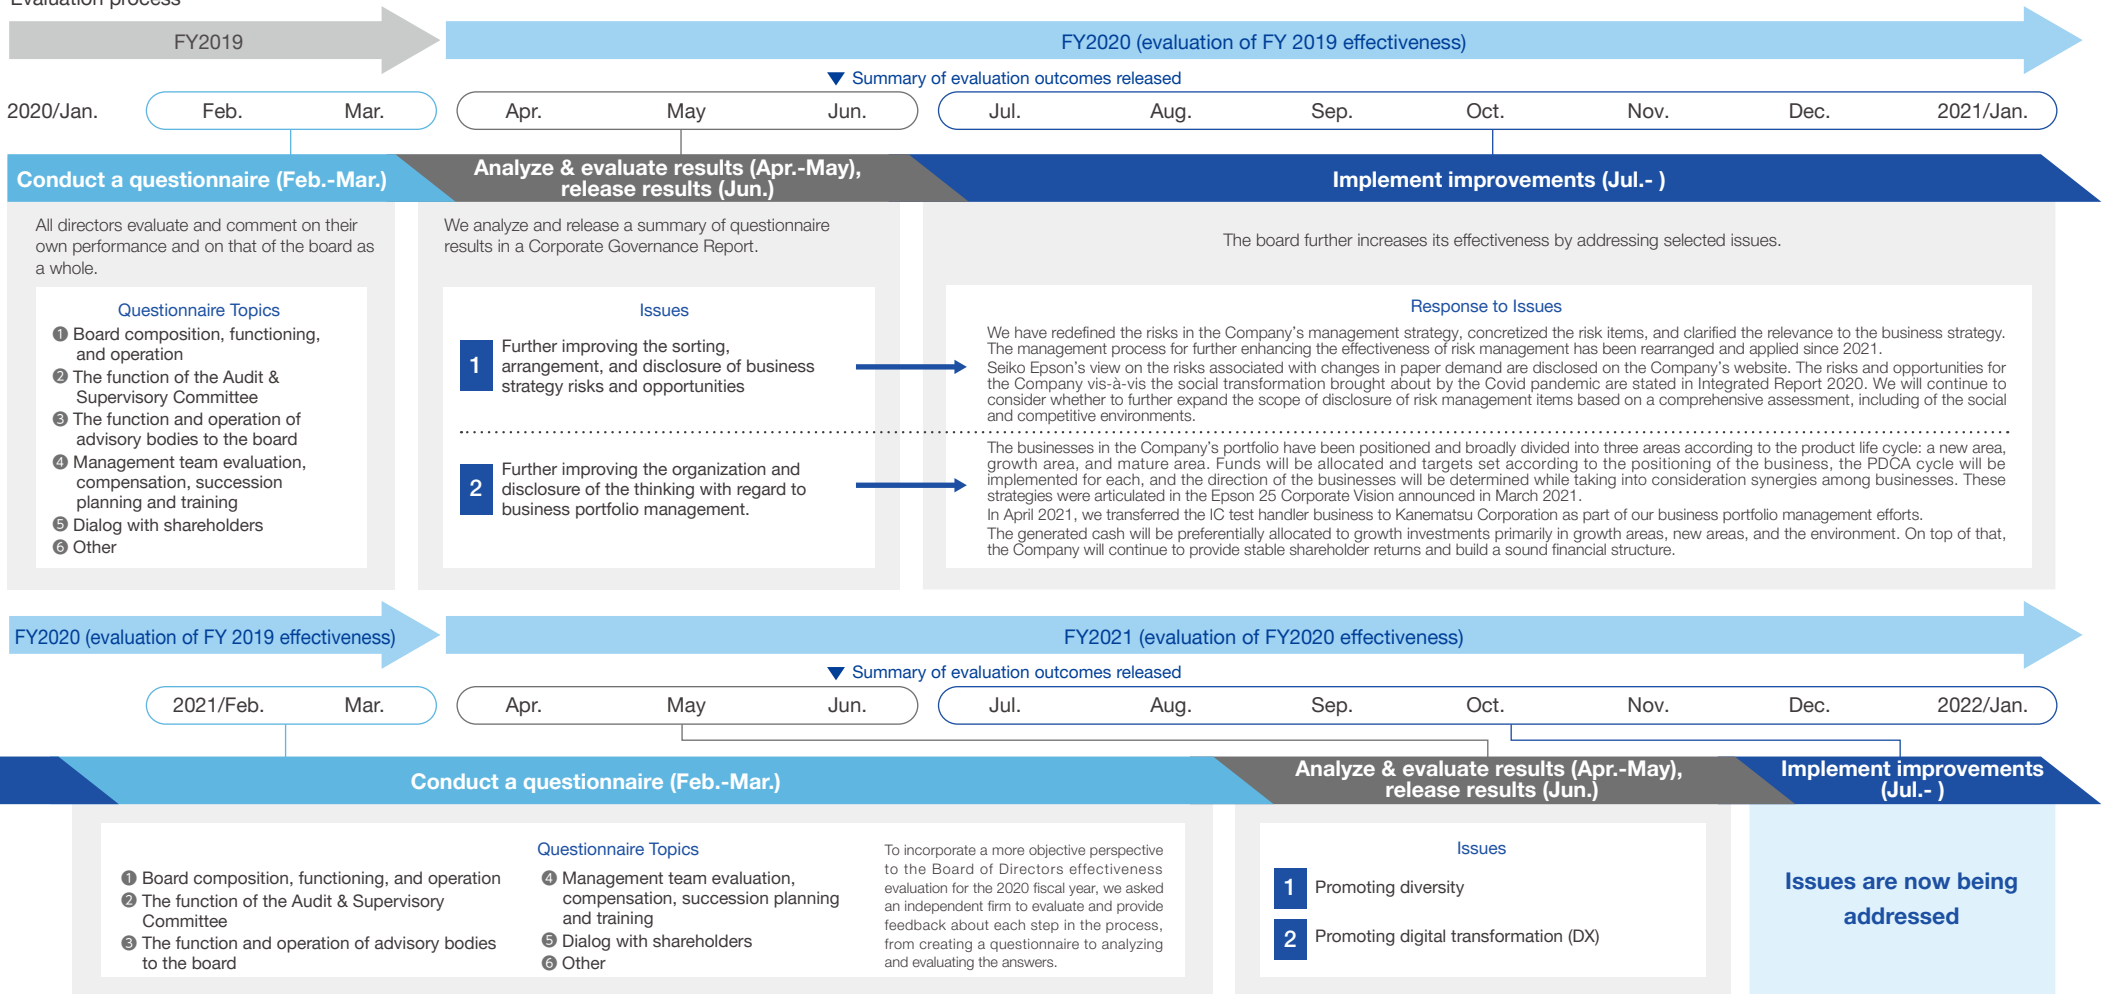 Evaluation process
FY2019
FY2020 (evaluation of FY 2019 effectiveness)
▼ Summary of evaluation outcomes released
2020/Jan. Feb. Mar. Apr. May Jun. Jul. Aug. Sep. Oct. Nov. Dec. 2021/Jan.
Conduct a questionnaire (Feb.-Mar.)
Analyze & evaluate results (Apr.-May),
release results (Jun.)
Implement improvements (Jul.- )
All directors evaluate and comment on their
own performance and on that of the board as
a whole.
Questionnaire Topics
❶ Board composition, functioning,
and operation
❷ The function of the Audit &
Supervisory Committee
❸ The function and operation of
advisory bodies to the board
❹ Management team evaluation,
compensation, succession
planning and training
❺ Dialog with shareholders
❻ Other
We analyze and release a summary of questionnaire
results in a Corporate Governance Report.
Issues
1 Further improving the sorting,
arrangement, and disclosure of business
strategy risks and opportunities
2 Further improving the organization and
disclosure of the thinking with regard to
business portfolio management.
The board further increases its effectiveness by addressing selected issues.
Response to Issues
We have redefined the risks in the Company's management strategy, concretized the risk items, and clarified the relevance to the business strategy.
The management process for further enhancing the effectiveness of risk management has been rearranged and applied since 2021.
Seiko Epson's view on the risks associated with changes in paper demand are disclosed on the Company's website. The risks and opportunities for
the Company vis-à-vis the social transformation brought about by the Covid pandemic are stated in Integrated Report 2020. We will continue to
consider whether to further expand the scope of disclosure of risk management items based on a comprehensive assessment, including of the social
and competitive environments.
The businesses in the Company's portfolio have been positioned and broadly divided into three areas according to the product life cycle: a new area,
growth area, and mature area. Funds will be allocated and targets set according to the positioning of the business, the PDCA cycle will be
implemented for each, and the direction of the businesses will be determined while taking into consideration synergies among businesses. These
strategies were articulated in the Epson 25 Corporate Vision announced in March 2021.
In April 2021, we transferred the IC test handler business to Kanematsu Corporation as part of our business portfolio management efforts.
The generated cash will be preferentially allocated to growth investments primarily in growth areas, new areas, and the environment. On top of that,
the Company will continue to provide stable shareholder returns and build a sound financial structure.
FY2020 (evaluation of FY 2019 effectiveness)
FY2021 (evaluation of FY2020 effectiveness)
▼ Summary of evaluation outcomes released
2021/Feb. Mar. Apr. May Jun. Jul. Aug. Sep. Oct. Nov. Dec. 2022/Jan.
Conduct a questionnaire (Feb.-Mar.)
Analyze & evaluate results (Apr.-May),
release results (Jun.)
Implement improvements
(Jul.- )
Questionnaire Topics
❶ Board composition, functioning, and operation
❷ The function of the Audit & Supervisory
Committee
❸ The function and operation of advisory bodies
to the board
❹ Management team evaluation,
compensation, succession planning
and training
❺ Dialog with shareholders
❻ Other
To incorporate a more objective perspective
to the Board of Directors effectiveness
evaluation for the 2020 fiscal year, we asked
an independent firm to evaluate and provide
feedback about each step in the process,
from creating a questionnaire to analyzing
and evaluating the answers.
Issues
1 Promoting diversity
2 Promoting digital transformation (DX)
Issues are now being
addressed